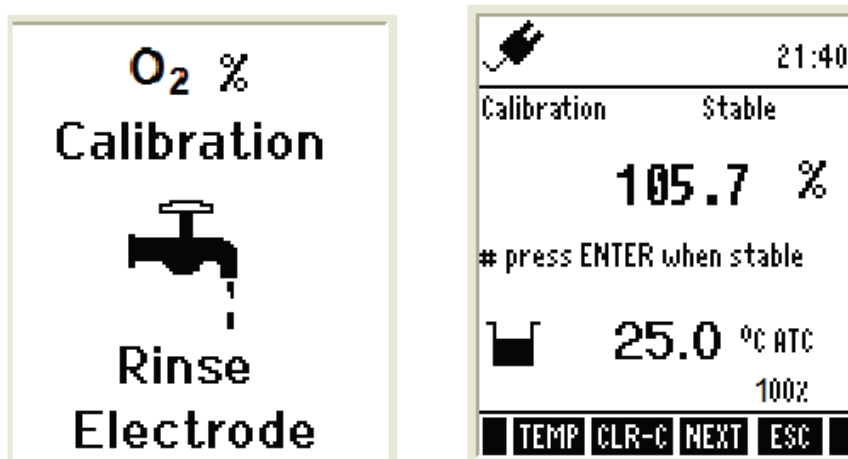 O₂ %
Calibration
Rinse
Electrode
21:40
Calibration Stable
105.7 %
# press ENTER when stable
25.0 ºC ATC
100%
TEMP CLR-C NEXT ESC